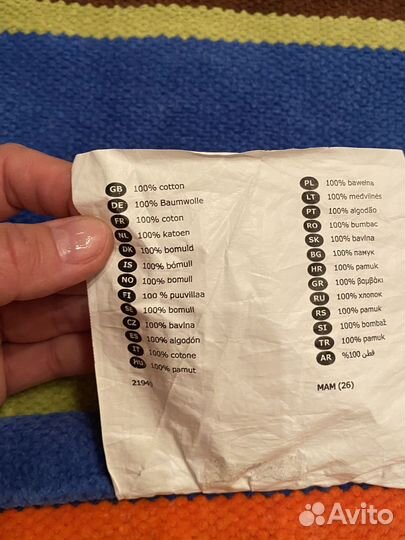 GB 100% cotton
DE 100% Baumwolle
FR 100% coton
NL 100% katoen
DK 100% bomuld
IS 100% bómull
NO 100% bomull
FI 100 % puuvillaa
SE 100% bomull
CZ 100% bavlna
ES 100% algodón
IT 100% cotone
HU 100% pamut
2194
PL 100% bawełna
LT 100% medvilnės
PT 100% algodão
RO 100% bumbac
SK 100% bavlna
BG 100% памук
HR 100% pamuk
GR 100% βαμβάκι
RU 100% хлопок
RS 100% pamuk
SI 100% bombaž
TR 100% pamuk
AR قطن 100%
MAM (26)
Avito